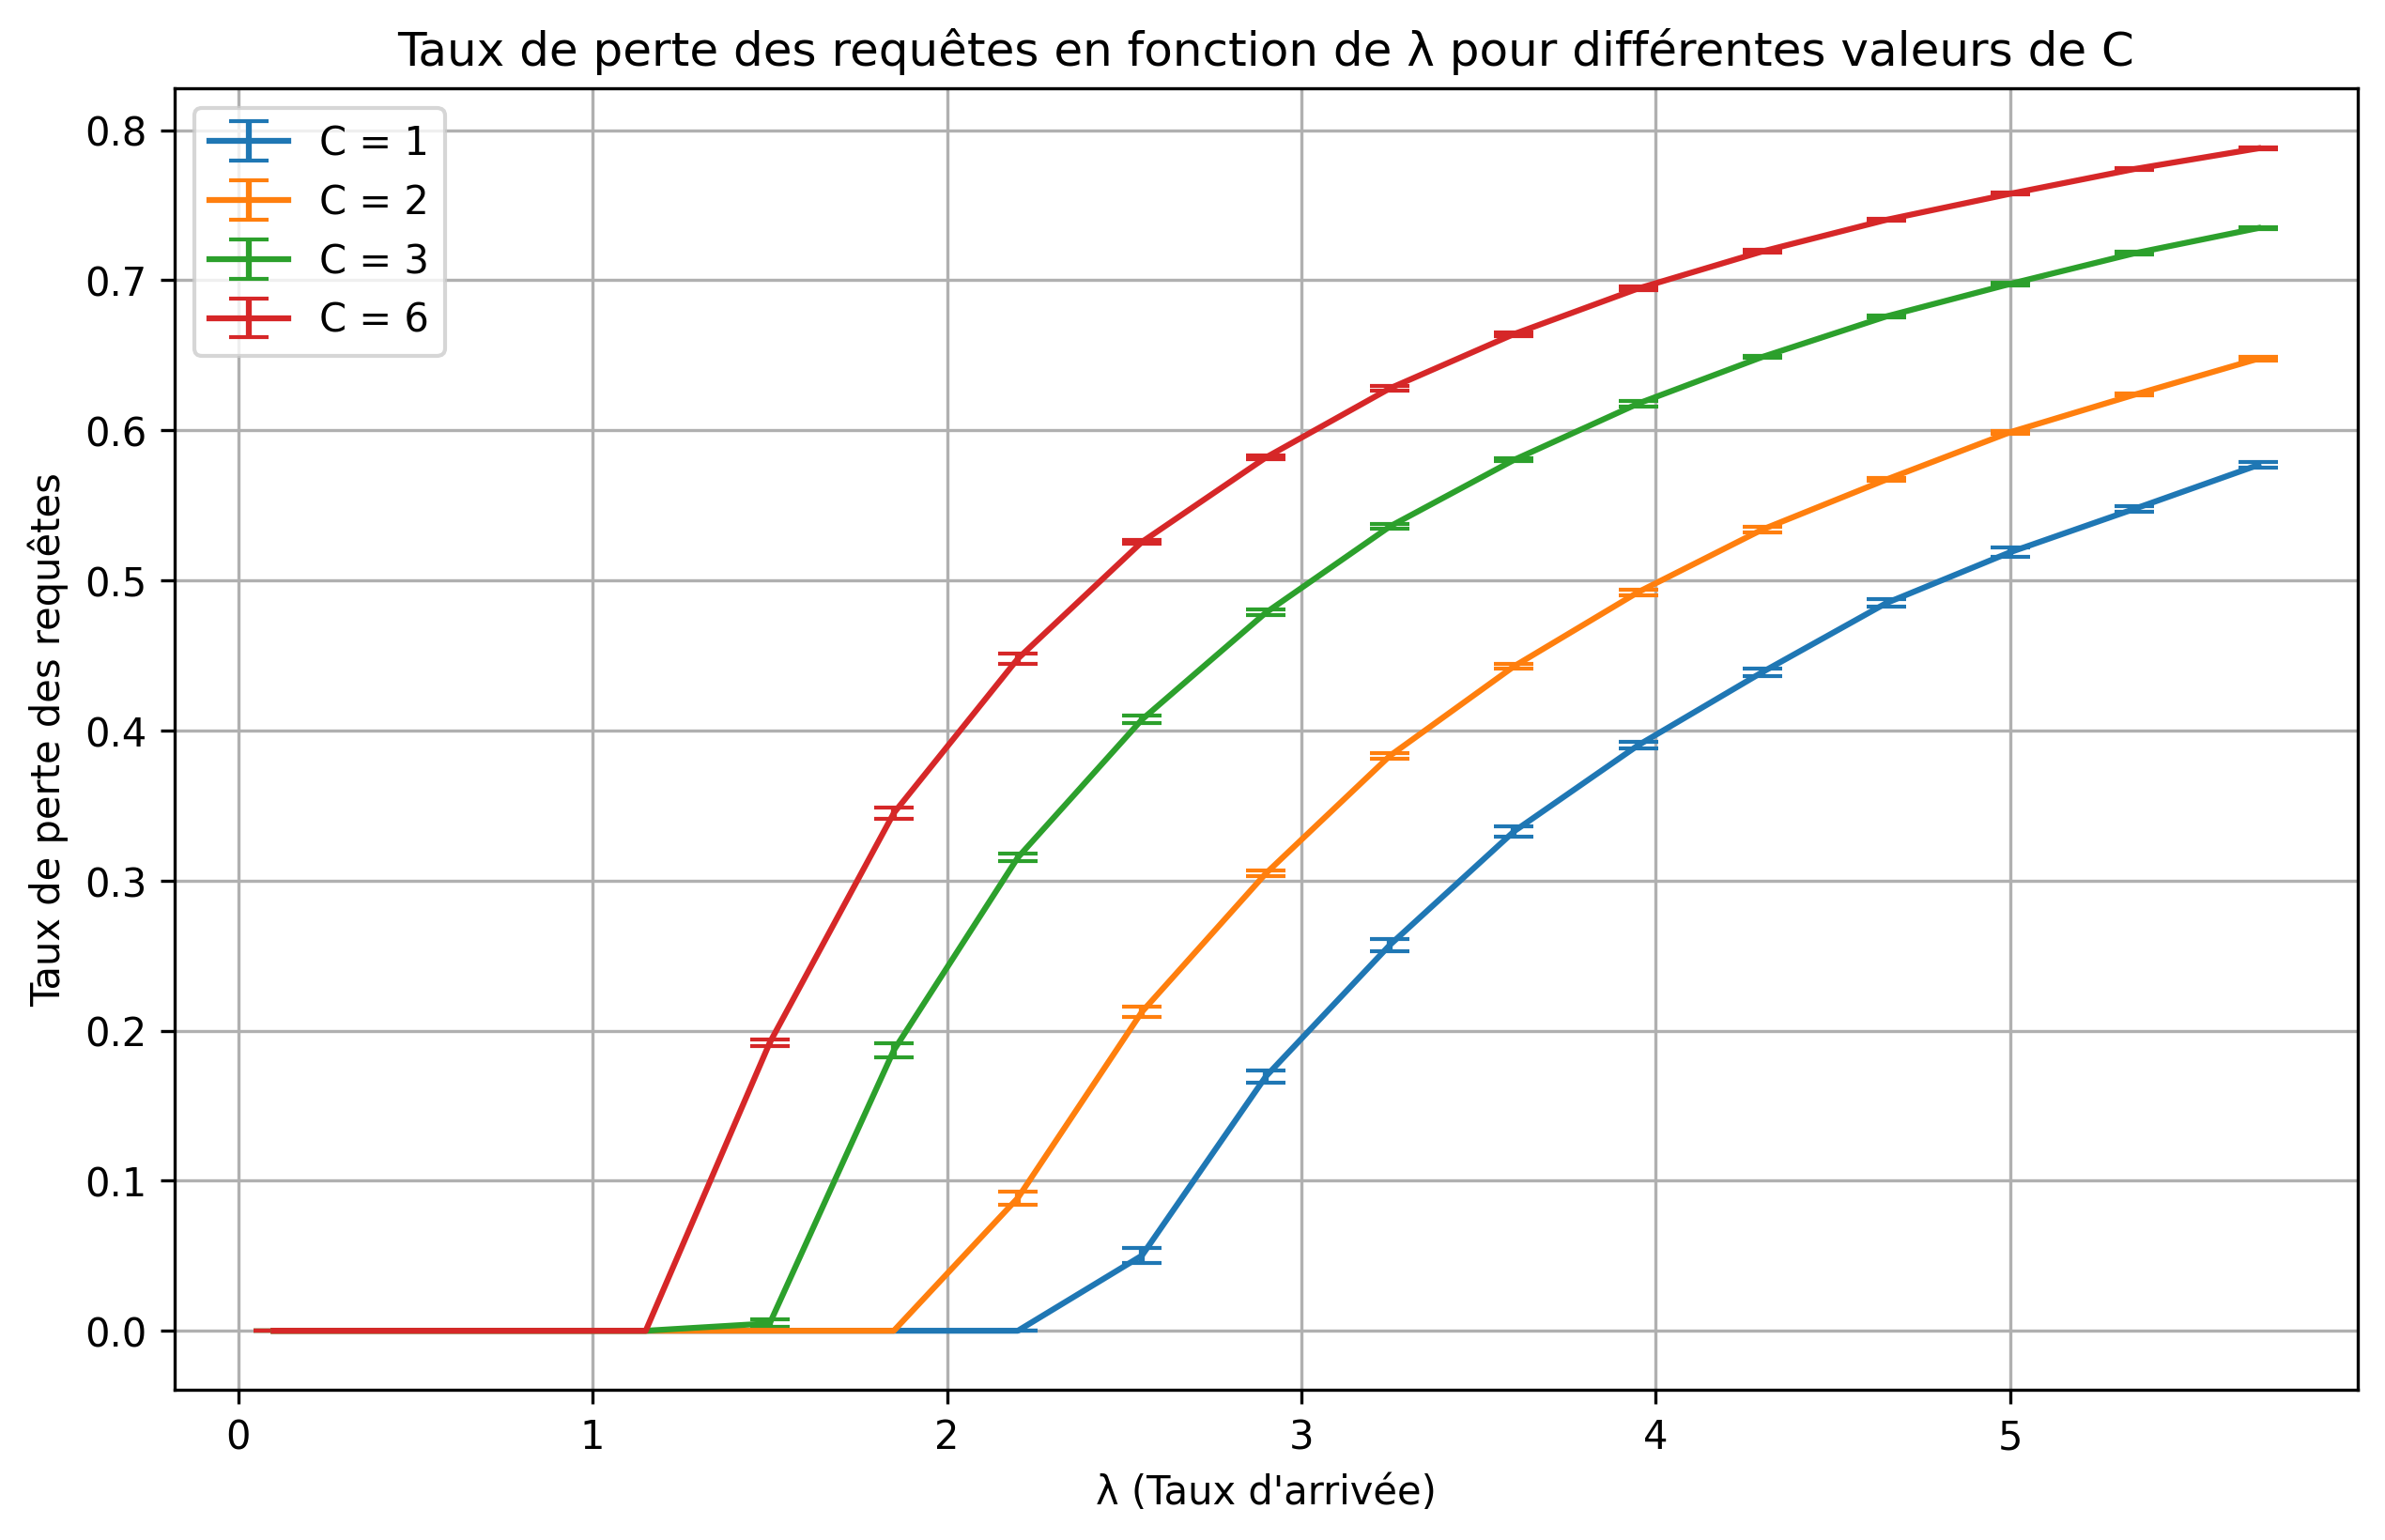 Taux de perte des requêtes en fonction de λ pour différentes valeurs de C
C = 1
C = 2
C = 3
C = 6
Taux de perte des requêtes
0.8
0.7
0.6
0.5
0.4
0.3
0.2
0.1
0.0
0 1 2 3 4 5
λ (Taux d'arrivée)